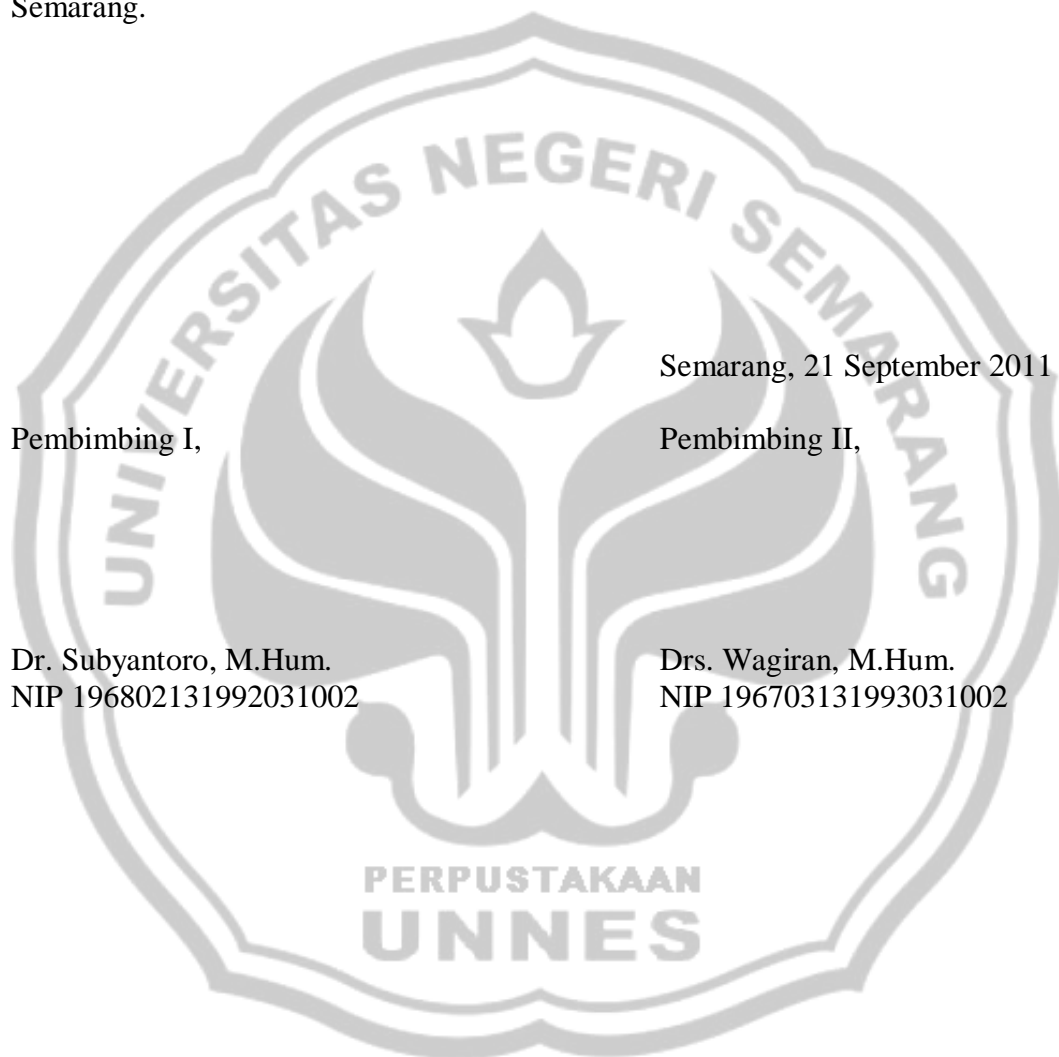 Semarang.
UNIVERSITAS NEGERI SEMARANG
Semarang, 21 September 2011
Pembimbing I, Pembimbing II,
Dr. Subyantoro, M.Hum. Drs. Wagiran, M.Hum.
NIP 196802131992031002 NIP 196703131993031002
PERPUSTAKAAN
UNNES